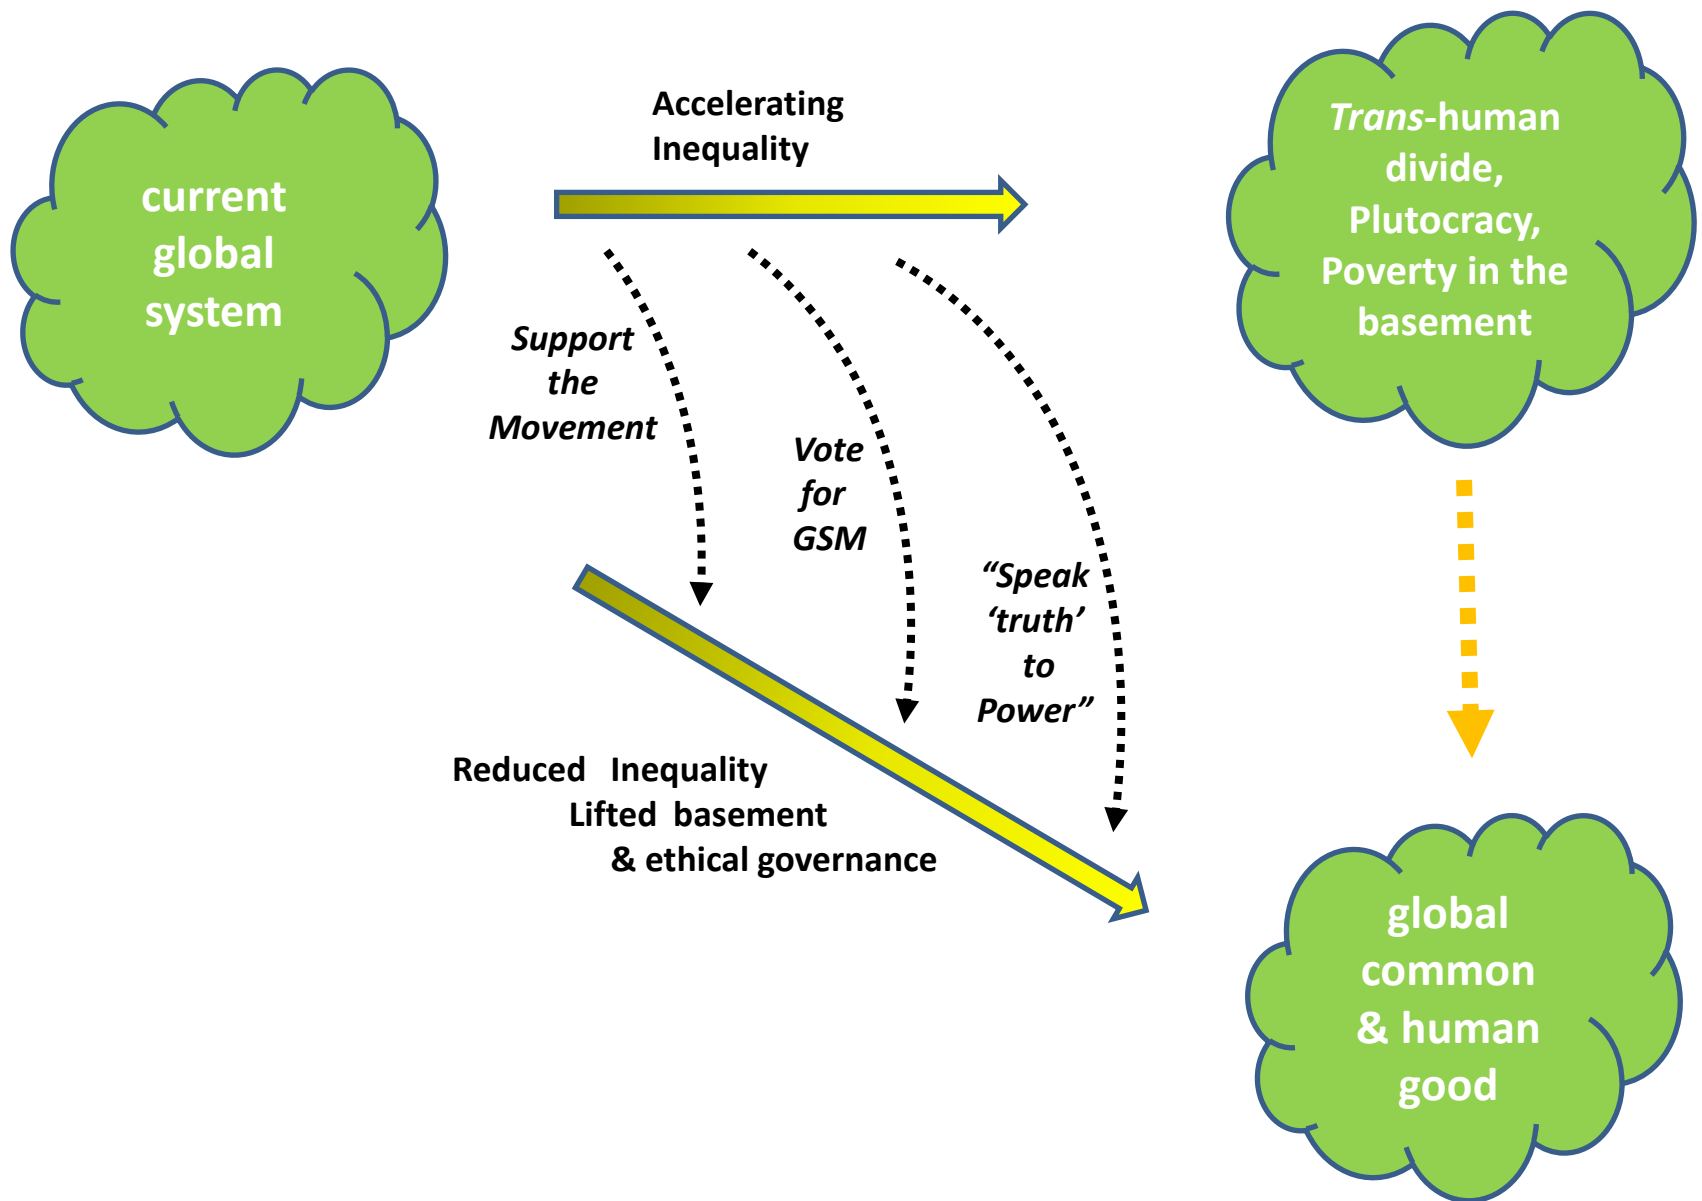 current
global
system
Accelerating
Inequality
Trans-human
divide,
Plutocracy,
Poverty in the
basement
Support
the
Movement
Vote
for
GSM
“Speak
‘truth’
to
Power”
Reduced Inequality
Lifted basement
& ethical governance
global
common
& human
good